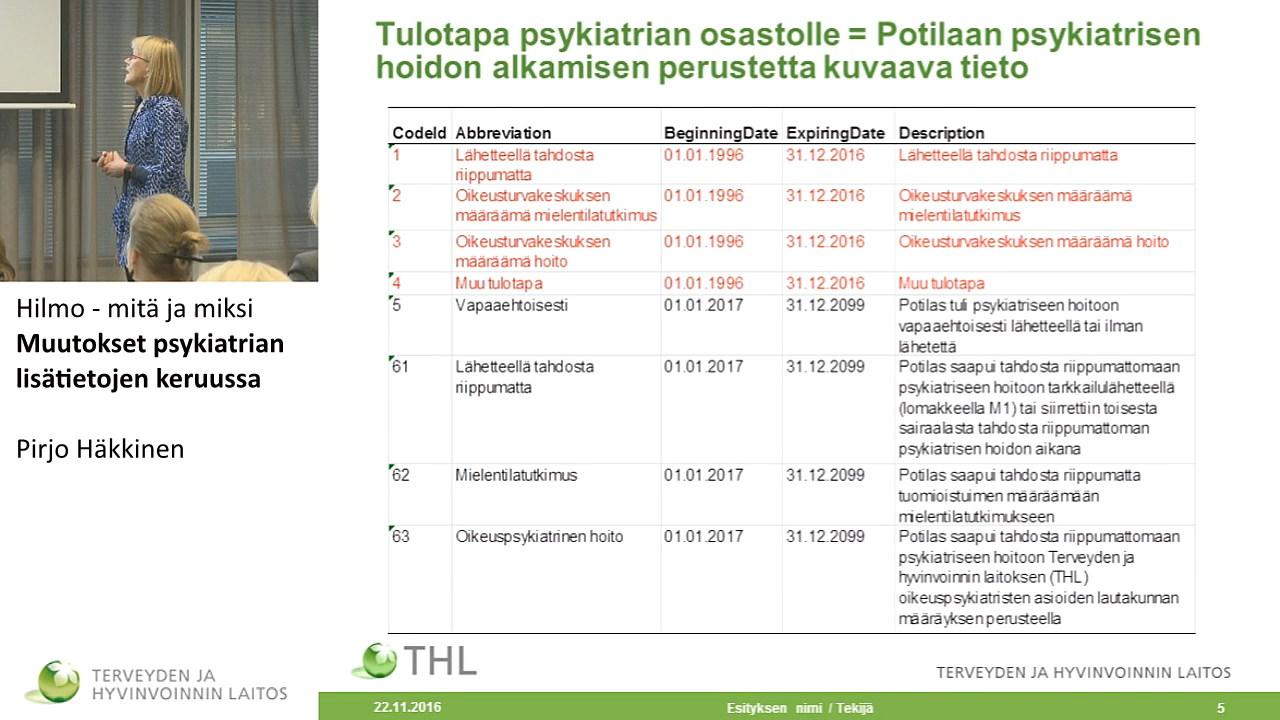 Tulotapa psykiatrian osastolle = Potilaan psykiatrisen
hoidon alkamisen perustetta kuvaava tieto
CodeId Abbreviation BeginningDate ExpiringDate Description
1 Lähetteellä tahdosta 01.01.1996 31.12.2016 Lähetteellä tahdosta riippumatta
riippumatta
2 Oikeusturvakeskuksen 01.01.1996 31.12.2016 Oikeusturvakeskuksen määräämä
määräämä mielentilatutkimus mielentilatutkimus
3 Oikeusturvakeskuksen 01.01.1996 31.12.2016 Oikeusturvakeskuksen määräämä hoito
määräämä hoito
4 Muu tulotapa 01.01.1996 31.12.2016 Muu tulotapa
5 Vapaaehtoisesti 01.01.2017 31.12.2099 Potilas tuli psykiatriseen hoitoon
vapaaehtoisesti lähetteellä tai ilman
lähetettä
61 Lähetteellä tahdosta 01.01.2017 31.12.2099 Potilas saapui tahdosta riippumattomaan
riippumatta psykiatriseen hoitoon tarkkailulähetteellä
(lomakkeella M1) tai siirrettiin toisesta
sairaalasta tahdosta riippumattoman
psykiatrisen hoidon aikana
62 Mielentilatutkimus 01.01.2017 31.12.2099 Potilas saapui tahdosta riippumatta
tuomioistuimen määräämään
mielentilatutkimukseen
63 Oikeuspsykiatrinen hoito 01.01.2017 31.12.2099 Potilas saapui tahdosta riippumattomaan
psykiatriseen hoitoon Terveyden ja
hyvinvoinnin laitoksen (THL)
oikeuspsykiatristen asioiden lautakunnan
määräyksen perusteella
Hilmo - mitä ja miksi
Muutokset psykiatrian
lisätietojen keruussa
Pirjo Häkkinen
TERVEYDEN JA
HYVINVOINNIN LAITOS
THL
TERVEYDEN JA HYVINVOINNIN LAITOS
22.11.2016 Esityksen nimi / Tekijä 5